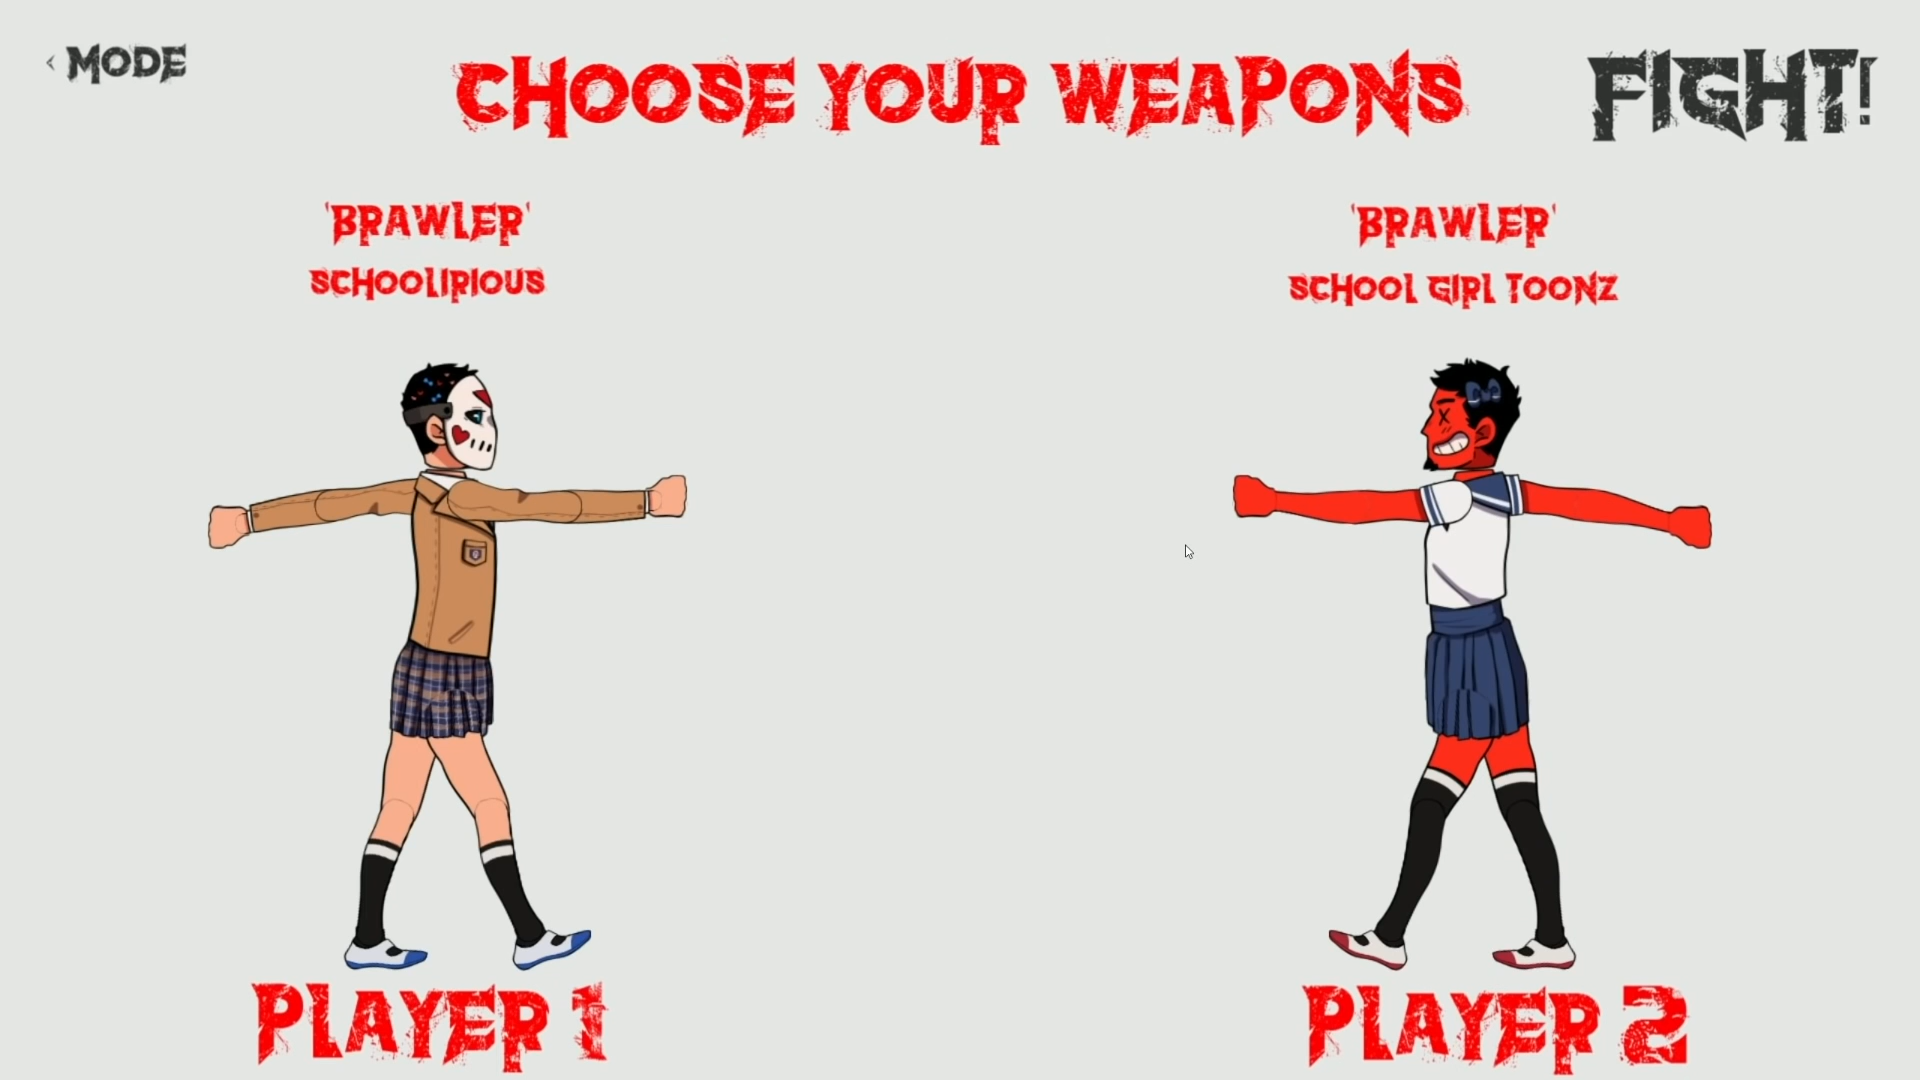 ‹ MODE
CHOOSE YOUR WEAPONS
FIGHT!
'BRAWLER'
SCHOOLIRIOUS
'BRAWLER'
SCHOOL GIRL TOONZ
PLAYER 1
PLAYER 2